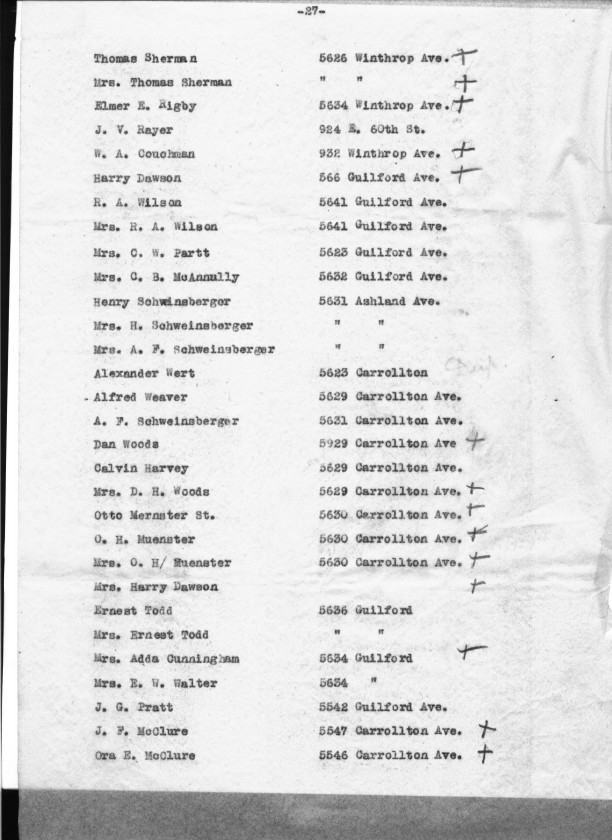 -27-
Thomas Sherman 5626 Winthrop Ave. +
Mrs. Thomas Sherman " " +
Elmer E. Rigby 5634 Winthrop Ave. +
J. V. Rayer 924 E. 60th St.
W. A. Couchman 932 Winthrop Ave. +
Harry Dawson 566 Guilford Ave. +
R. A. Wilson 5641 Guilford Ave.
Mrs. R. A. Wilson 5641 Guilford Ave.
Mrs. C. W. Partt 5623 Guilford Ave.
Mrs. C. B. McAnnully 5632 Guilford Ave.
Henry Schweinsberger 5631 Ashland Ave.
Mrs. H. Schweinsberger " "
Mrs. A. F. Schweinsberger " "
Alexander Wert 5623 Carrollton
Alfred Weaver 5629 Carrollton Ave.
A. F. Schweinsberger 5631 Carrollton Ave.
Dan Woods 5929 Carrollton Ave +
Calvin Harvey 5629 Carrollton Ave.
Mrs. D. H. Woods 5629 Carrollton Ave. +
Otto Mernster St. 5630 Carrollton Ave. +
O. H. Muenster 5630 Carrollton Ave. +
Mrs. O. H/ Muenster 5630 Carrollton Ave. +
Mrs. Harry Dawson +
Ernest Todd 5636 Guilford
Mrs. Ernest Todd " "
Mrs. Adda Cunningham 5634 Guilford +
Mrs. E. W. Walter 5634 "
J. G. Pratt 5542 Guilford Ave.
J. F. McClure 5547 Carrollton Ave. +
Ora E. McClure 5546 Carrollton Ave. +